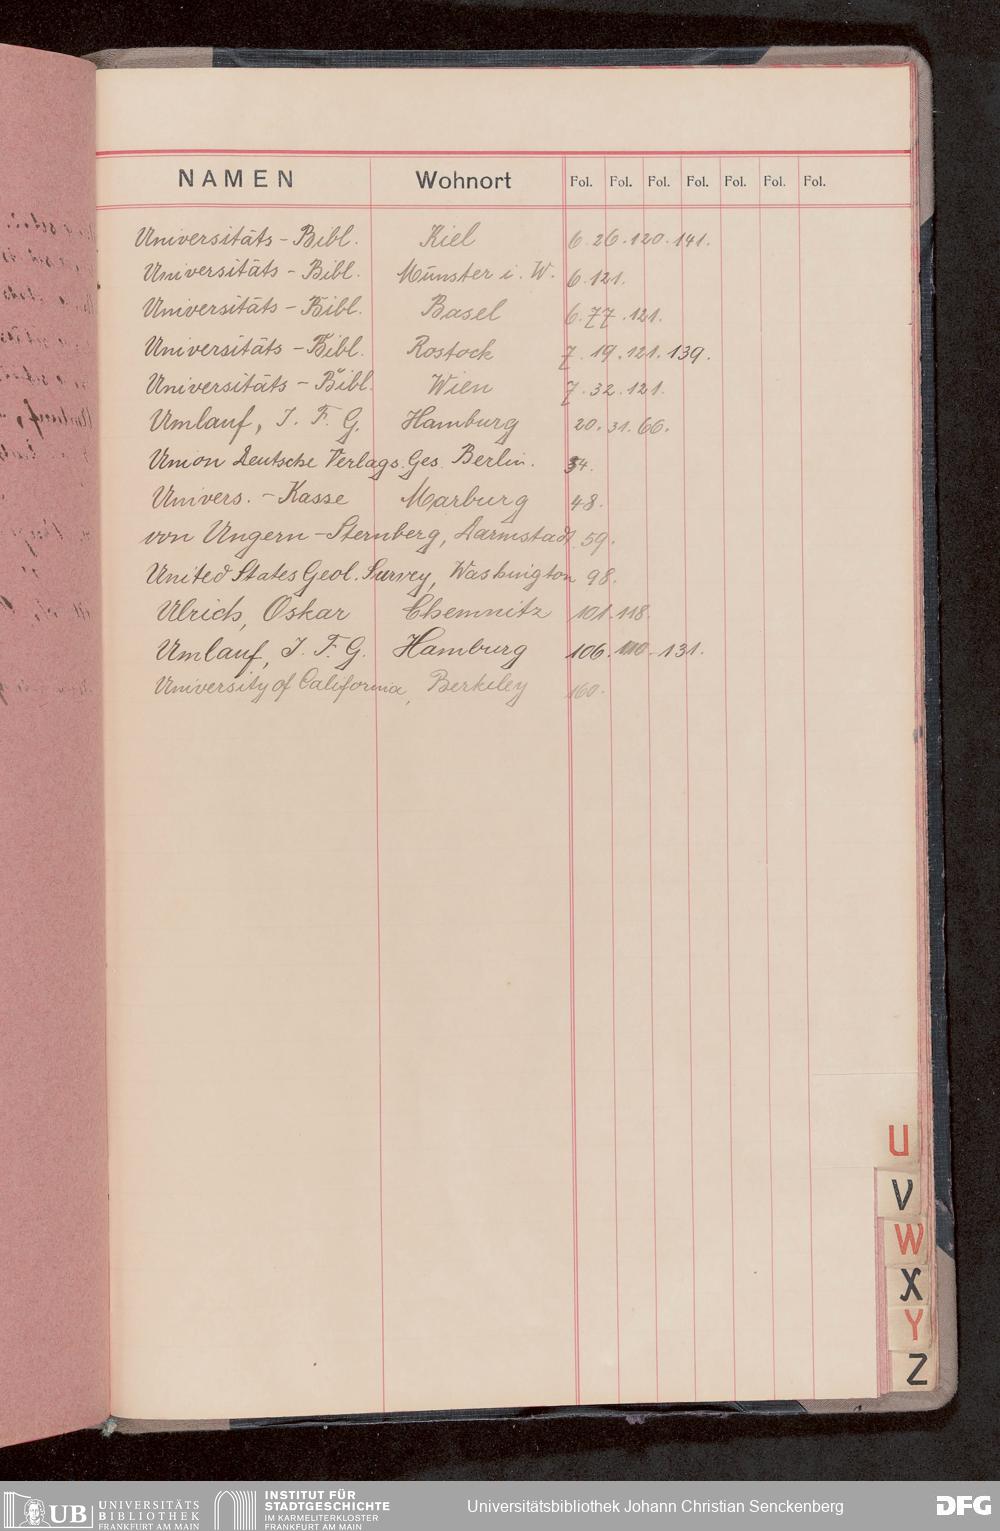 NAMEN Wohnort Fol. Fol. Fol. Fol. Fol. Fol. Fol.
Universitäts-Bibl. Kiel 6. 26. 120. 141.
Universitäts-Bibl. Münster i. W. 6. 121.
Universitäts-Bibl. Basel 6. 77. 121.
Universitäts-Bibl. Rostock 7. 19. 121. 139.
Universitäts-Bibl. Wien 7. 32. 121.
Umlauf, J. F. G. Hamburg 20. 31. 66.
Union Deutsche Verlags. Ges. Berlin. 34.
Univers.-Kasse Marburg 48.
von Ungern-Sternberg, Darmstadt 59.
United States Geol. Survey, Washington 98.
Ulrich, Oskar Chemnitz 101. 118.
Umlauf, J. F. G. Hamburg 106. 110. 131.
University of California, Berkeley 160.
U
V
W
X
Y
Z
UB UNIVERSITÄTS
BIBLIOTHEK
FRANKFURT AM MAIN
INSTITUT FÜR
STADTGESCHICHTE
IM KARMELITERKLOSTER
FRANKFURT AM MAIN
Universitätsbibliothek Johann Christian Senckenberg
DFG